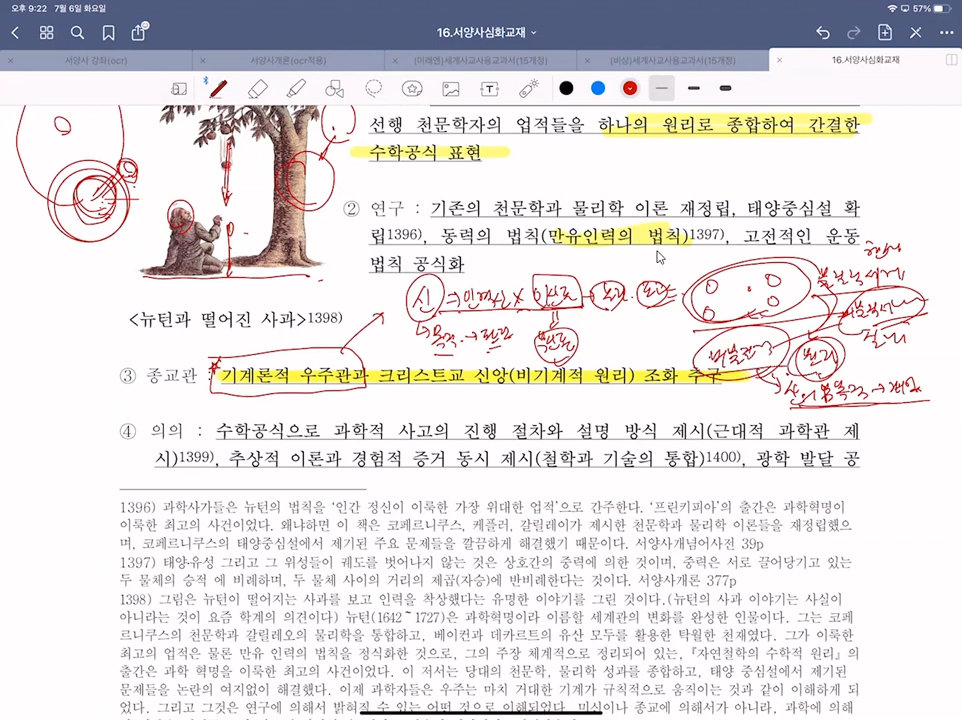 오후 9:22 7월 6일 화요일
57%
16.서양사심화교재
서양사 강좌(ocr)
서양사개론(ocr적용)
(미래엔)세계사교사용교과서(15개정)
(비상)세계사교사용교과서(15개정)
16.서양사심화교재
선행 천문학자의 업적들을 하나의 원리로 종합하여 간결한
수학공식 표현
② 연구 : 기존의 천문학과 물리학 이론 재정립, 태양중심설 확
립1396), 동력의 법칙(만유인력의 법칙)1397), 고전적인 운동
법칙 공식화
신
<뉴턴과 떨어진 사과>1398)
③ 종교관 : 기계론적 우주관과 크리스트교 신앙(비기계적 원리) 조화 추구
④ 의의 : 수학공식으로 과학적 사고의 진행 절차와 설명 방식 제시(근대적 과학관 제
시)1399), 추상적 이론과 경험적 증거 동시 제시(철학과 기술의 통합)1400), 광학 발달 공
1396) 과학사가들은 뉴턴의 법칙을 '인간 정신이 이룩한 가장 위대한 업적'으로 간주한다. '프린키피아'의 출간은 과학혁명이
이룩한 최고의 사건이었다. 왜냐하면 이 책은 코페르니쿠스, 케플러, 갈릴레이가 제시한 천문학과 물리학 이론들을 재정립했으
며, 코페르니쿠스의 태양중심설에서 제기된 주요 문제들을 깔끔하게 해결했기 때문이다. 서양사개념어사전 39p
1397) 태양·유성 그리고 그 위성들이 궤도를 벗어나지 않는 것은 상호간의 중력에 의한 것이며, 중력은 서로 끌어당기고 있는
두 물체의 승적 에 비례하며, 두 물체 사이의 거리의 제곱(자승)에 반비례한다는 것이다. 서양사개론 377p
1398) 그림은 뉴턴이 떨어지는 사과를 보고 인력을 착상했다는 유명한 이야기를 그린 것이다.(뉴턴의 사과 이야기는 사실이
아니라는 것이 요즘 학계의 의견이다) 뉴턴(1642 ~ 1727)은 과학혁명이라 이름할 세계관의 변화를 완성한 인물이다. 그는 코페
르니쿠스의 천문학과 갈릴레오의 물리학을 통합하고, 베이컨과 데카르트의 유산 모두를 활용한 탁월한 천재였다. 그가 이룩한
최고의 업적은 물론 만유 인력의 법칙을 정식화한 것으로, 그의 주장 체계적으로 정리되어 있는, 『자연철학의 수학적 원리』의
출간은 과학 혁명을 이룩한 최고의 사건이었다. 이 저서는 당대의 천문학, 물리학 성과를 종합하고, 태양 중심설에서 제기된
문제들을 논란의 여지없이 해결했다. 이제 과학자들은 우주는 마치 거대한 기계가 규칙적으로 움직이는 것과 같이 이해하게 되
었다. 그리고 그것은 연구에 의해서 밝혀질 수 있는 어떤 것으로 이해되었다. 미신이나 종교에 의해서가 아니라, 과학에 의해